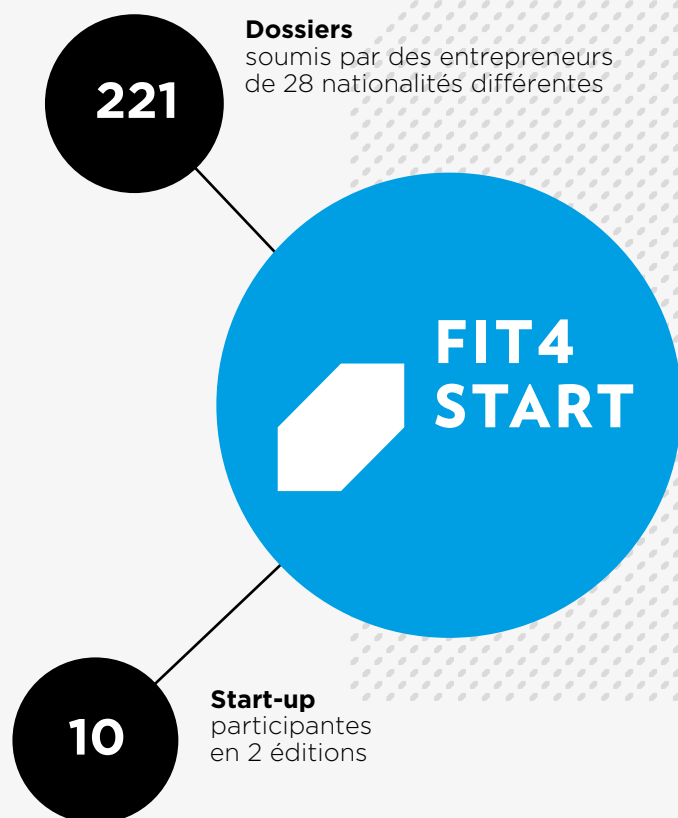 221
Dossiers
soumis par des entrepreneurs
de 28 nationalités différentes
FIT4
START
10
Start-up
participantes
en 2 éditions